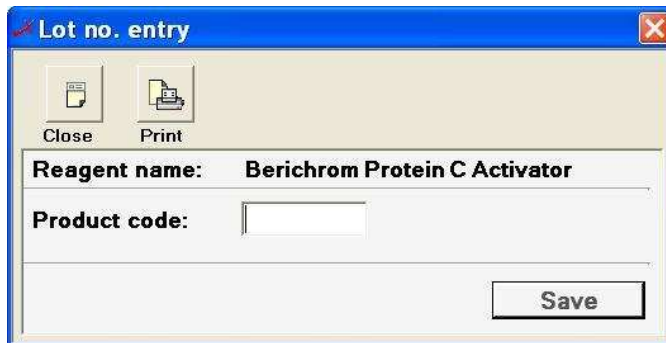 Lot no. entry
Close Print
Reagent name: Berichrom Protein C Activator
Product code:
Save